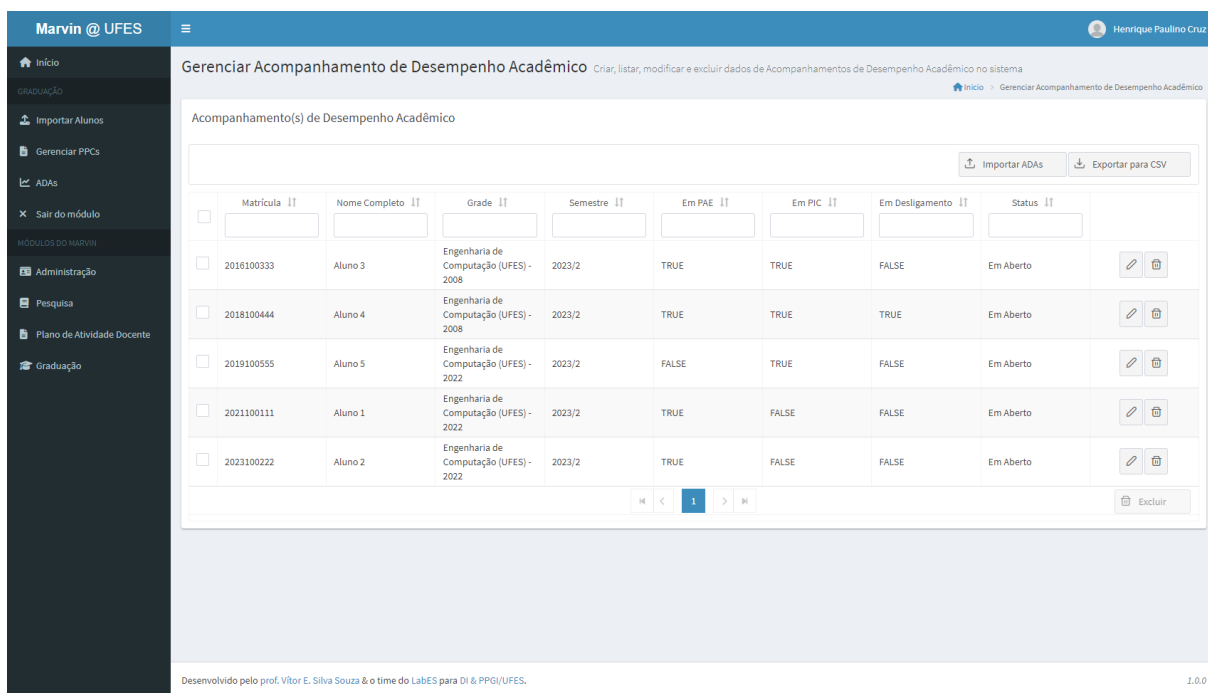 Marvin @ UFES
Henrique Paulino Cruz
Início
GRADUAÇÃO
Importar Alunos
Gerenciar PPCs
ADAs
Sair do módulo
MÓDULOS DO MARVIN
Administração
Pesquisa
Plano de Atividade Docente
Graduação
Gerenciar Acompanhamento de Desempenho Acadêmico Criar, listar, modificar e excluir dados de Acompanhamentos de Desempenho Acadêmico no sistema
Início > Gerenciar Acompanhamento de Desempenho Acadêmico
Acompanhamento(s) de Desempenho Acadêmico
Importar ADAs Exportar para CSV
Matrícula Nome Completo Grade Semestre Em PAE Em PIC Em Desligamento Status
Engenharia de
2016100333 Aluno 3 Computação (UFES) - 2023/2 TRUE TRUE FALSE Em Aberto
2008
Engenharia de
2018100444 Aluno 4 Computação (UFES) - 2023/2 TRUE TRUE TRUE Em Aberto
2008
Engenharia de
2019100555 Aluno 5 Computação (UFES) - 2023/2 FALSE TRUE FALSE Em Aberto
2022
Engenharia de
2021100111 Aluno 1 Computação (UFES) - 2023/2 TRUE FALSE FALSE Em Aberto
2022
Engenharia de
2023100222 Aluno 2 Computação (UFES) - 2023/2 TRUE FALSE FALSE Em Aberto
2022
1
Excluir
Desenvolvido pelo prof. Vítor E. Silva Souza & o time do LabES para DI & PPGI/UFES. 1.0.0